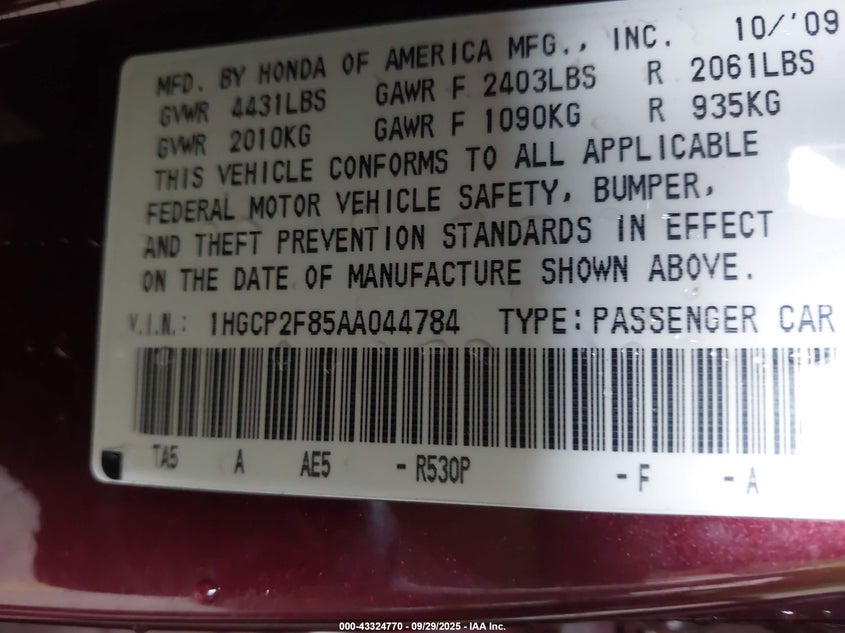 MFD. BY HONDA OF AMERICA MFG., INC. 10/'09
GVWR 4431LBS GAWR F 2403LBS R 2061LBS
GVWR 2010KG GAWR F 1090KG R 935KG
THIS VEHICLE CONFORMS TO ALL APPLICABLE
FEDERAL MOTOR VEHICLE SAFETY, BUMPER,
AND THEFT PREVENTION STANDARDS IN EFFECT
ON THE DATE OF MANUFACTURE SHOWN ABOVE.
V.I.N.: 1HGCP2F85AA044784 TYPE: PASSENGER CAR
TA5 A AE5 - R530P - F - A
000-43324770 - 09/29/2025 - IAA Inc.